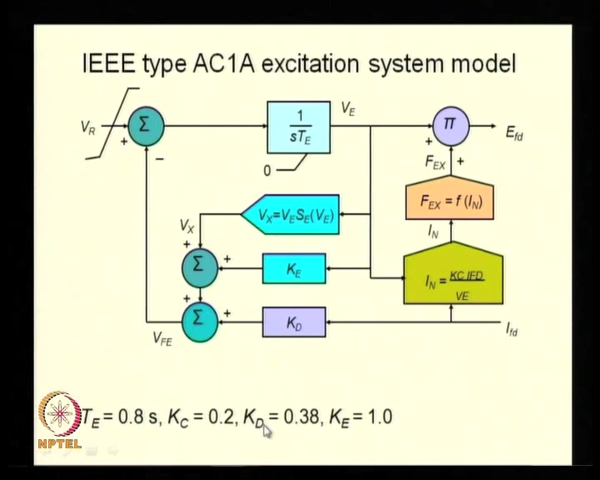 IEEE type AC1A excitation system model
V_R
Σ
+
−
1
sT_E
0
V_E
π
+
E_fd
F_EX +
F_EX = f (I_N)
I_N
V_X=V_E S_E(V_E)
V_X
+
Σ
+
K_E
I_N = KC IFD
VE
+
Σ
+
K_D
I_fd
V_FE
T_E = 0.8 s, K_C = 0.2, K_D = 0.38, K_E = 1.0
NPTEL